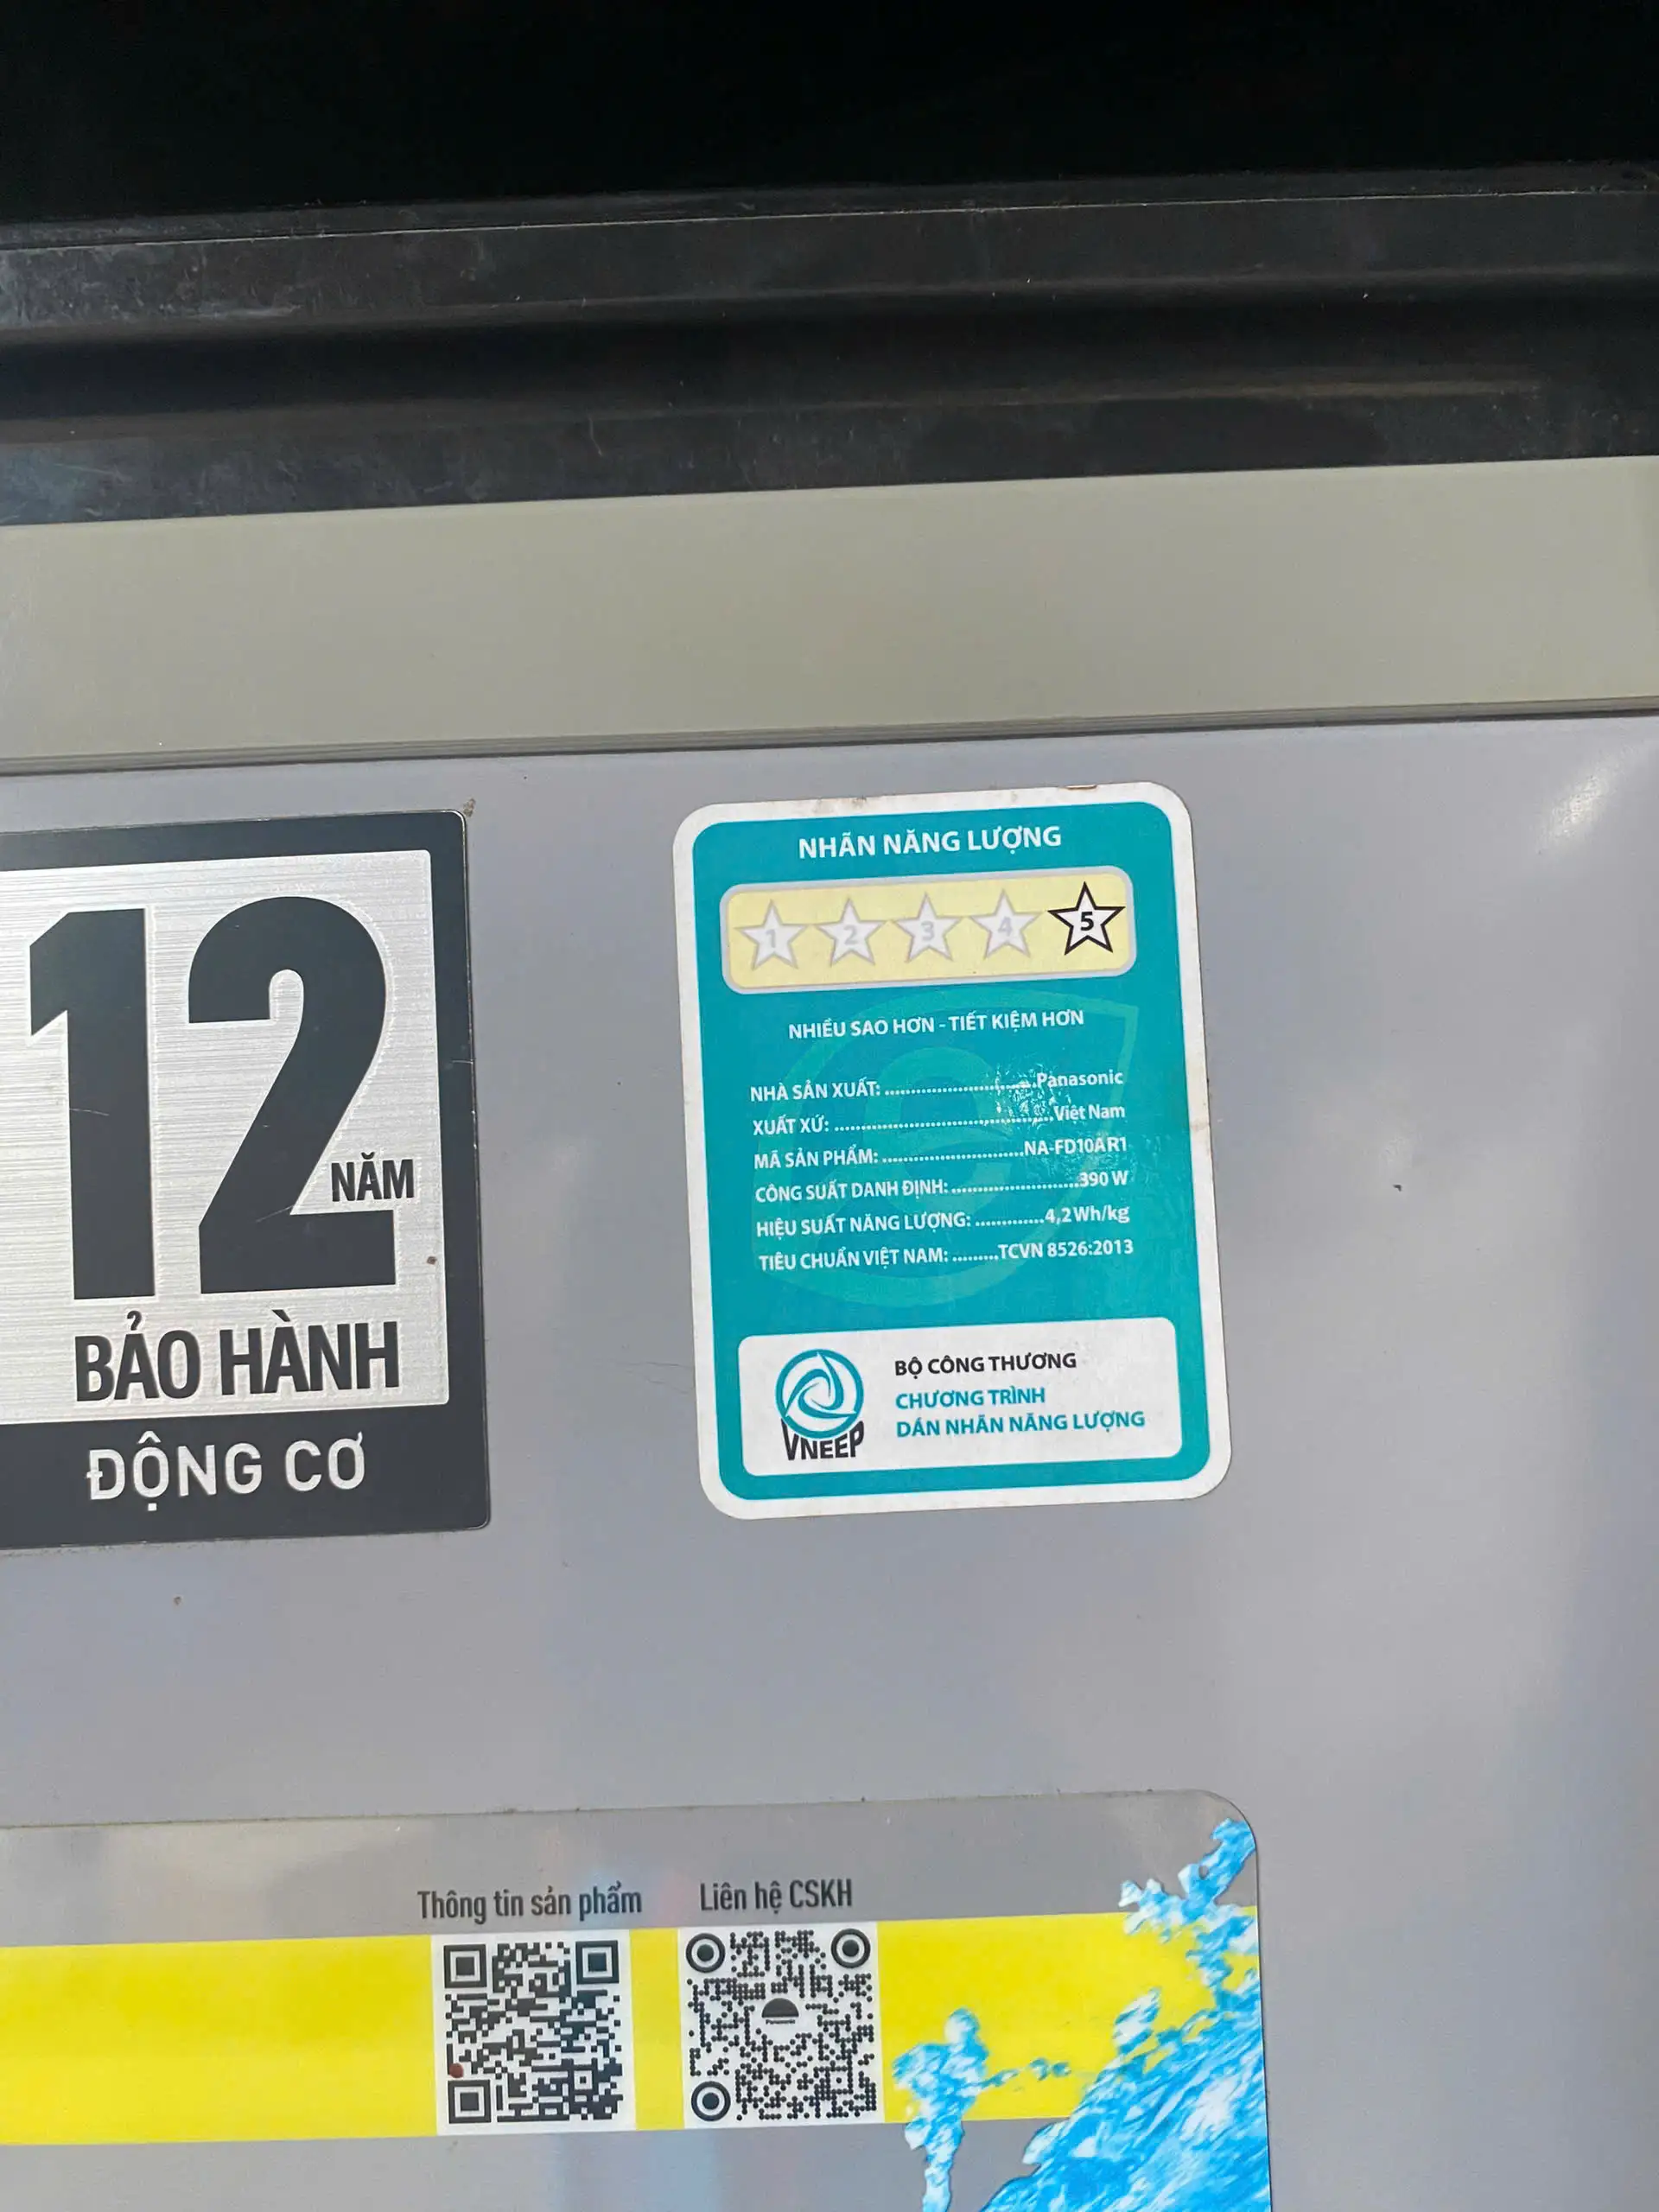 12
NĂM
BẢO HÀNH
ĐỘNG CƠ
NHÃN NĂNG LƯỢNG
1 2 3 4 5
NHIỀU SAO HƠN - TIẾT KIỆM HƠN
NHÀ SẢN XUẤT: ..............................Panasonic
XUẤT XỨ: ..............................Việt Nam
MÃ SẢN PHẨM: ..............................NA-FD10AR1
CÔNG SUẤT DANH ĐỊNH: .........................390 W
HIỆU SUẤT NĂNG LƯỢNG: .............4,2Wh/kg
TIÊU CHUẨN VIỆT NAM: .........TCVN 8526:2013
VNEEP
BỘ CÔNG THƯƠNG
CHƯƠNG TRÌNH
DÁN NHÃN NĂNG LƯỢNG
Thông tin sản phẩm
Liên hệ CSKH